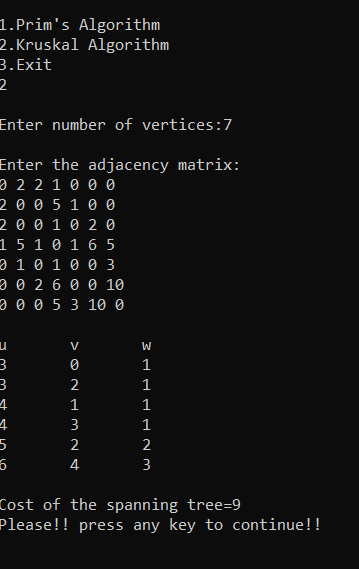 1.Prim's Algorithm
2.Kruskal Algorithm
3.Exit
2
Enter number of vertices:7
Enter the adjacency matrix:
0 2 2 1 0 0 0
2 0 0 5 1 0 0
2 0 0 1 0 2 0
1 5 1 0 1 6 5
0 1 0 1 0 0 3
0 0 2 6 0 0 10
0 0 0 5 3 10 0
u v w
3 0 1
3 2 1
4 1 1
4 3 1
5 2 2
6 4 3
Cost of the spanning tree=9
Please!! press any key to continue!!